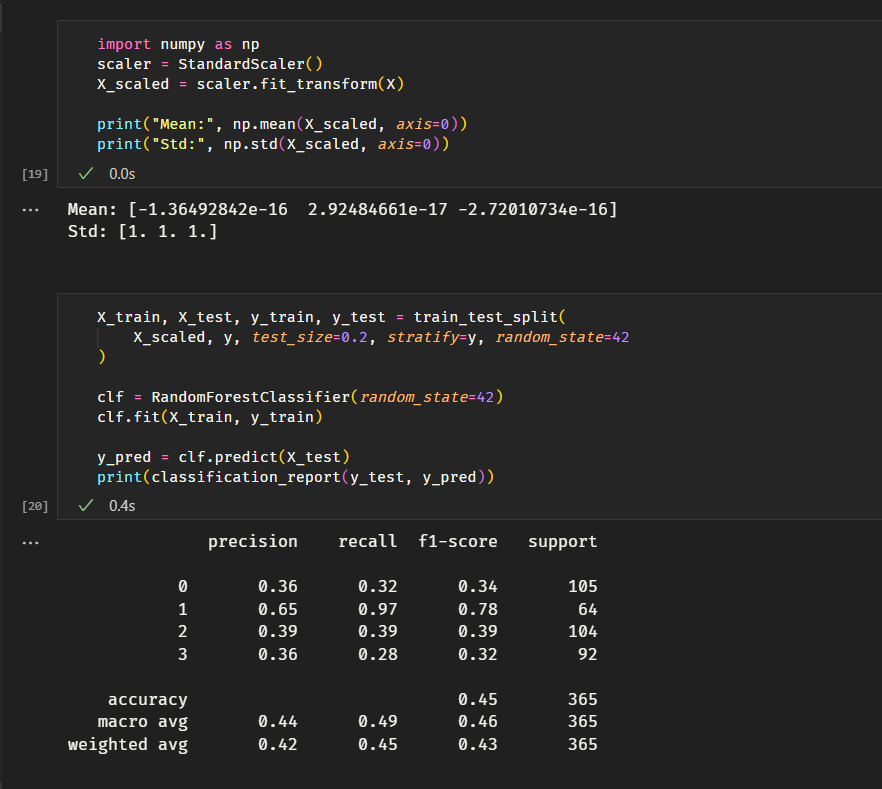 import numpy as np
scaler = StandardScaler()
X_scaled = scaler.fit_transform(X)
print("Mean:", np.mean(X_scaled, axis=0))
print("Std:", np.std(X_scaled, axis=0))
[19] ✓ 0.0s
... Mean: [-1.36492842e-16  2.92484661e-17 -2.72010734e-16]
Std: [1. 1. 1.]
X_train, X_test, y_train, y_test = train_test_split(
    X_scaled, y, test_size=0.2, stratify=y, random_state=42
)
clf = RandomForestClassifier(random_state=42)
clf.fit(X_train, y_train)
y_pred = clf.predict(X_test)
print(classification_report(y_test, y_pred))
[20] ✓ 0.4s
... precision    recall  f1-score   support
0       0.36      0.32      0.34       105
1       0.65      0.97      0.78        64
2       0.39      0.39      0.39       104
3       0.36      0.28      0.32        92
accuracy                           0.45       365
macro avg       0.44      0.49      0.46       365
weighted avg       0.42      0.45      0.43       365